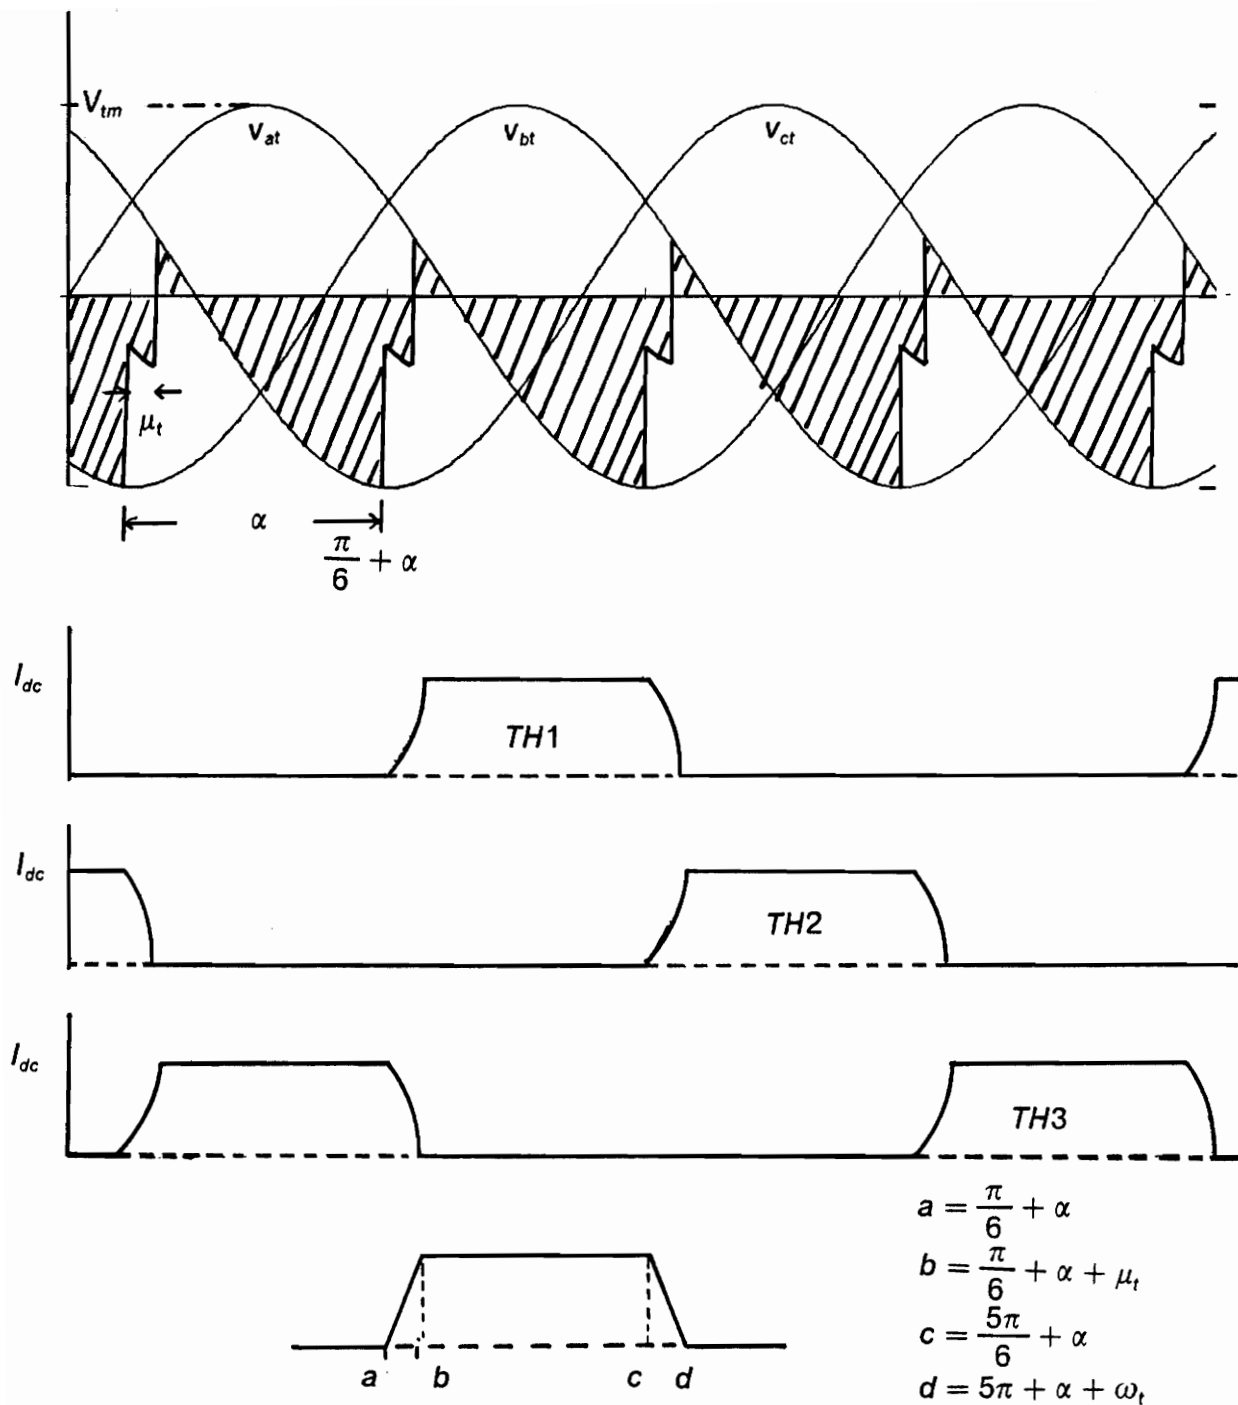 V_tm
v_at v_bt v_ct
μ_t
α
π/6 + α
I_dc
TH1
I_dc
TH2
I_dc
TH3
a = π/6 + α
b = π/6 + α + μ_t
c = 5π/6 + α
d = 5π + α + ω_t
a b c d